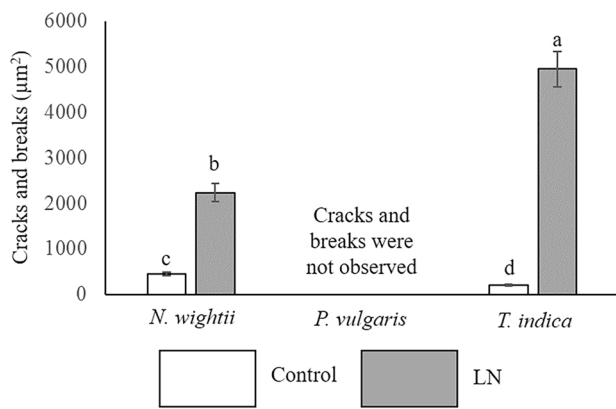 6000
5000
4000
3000
2000
1000
0
Cracks and breaks (µm²)
c
b
Cracks and
breaks were
not observed
d
a
N. wightii
P. vulgaris
T. indica
Control
LN